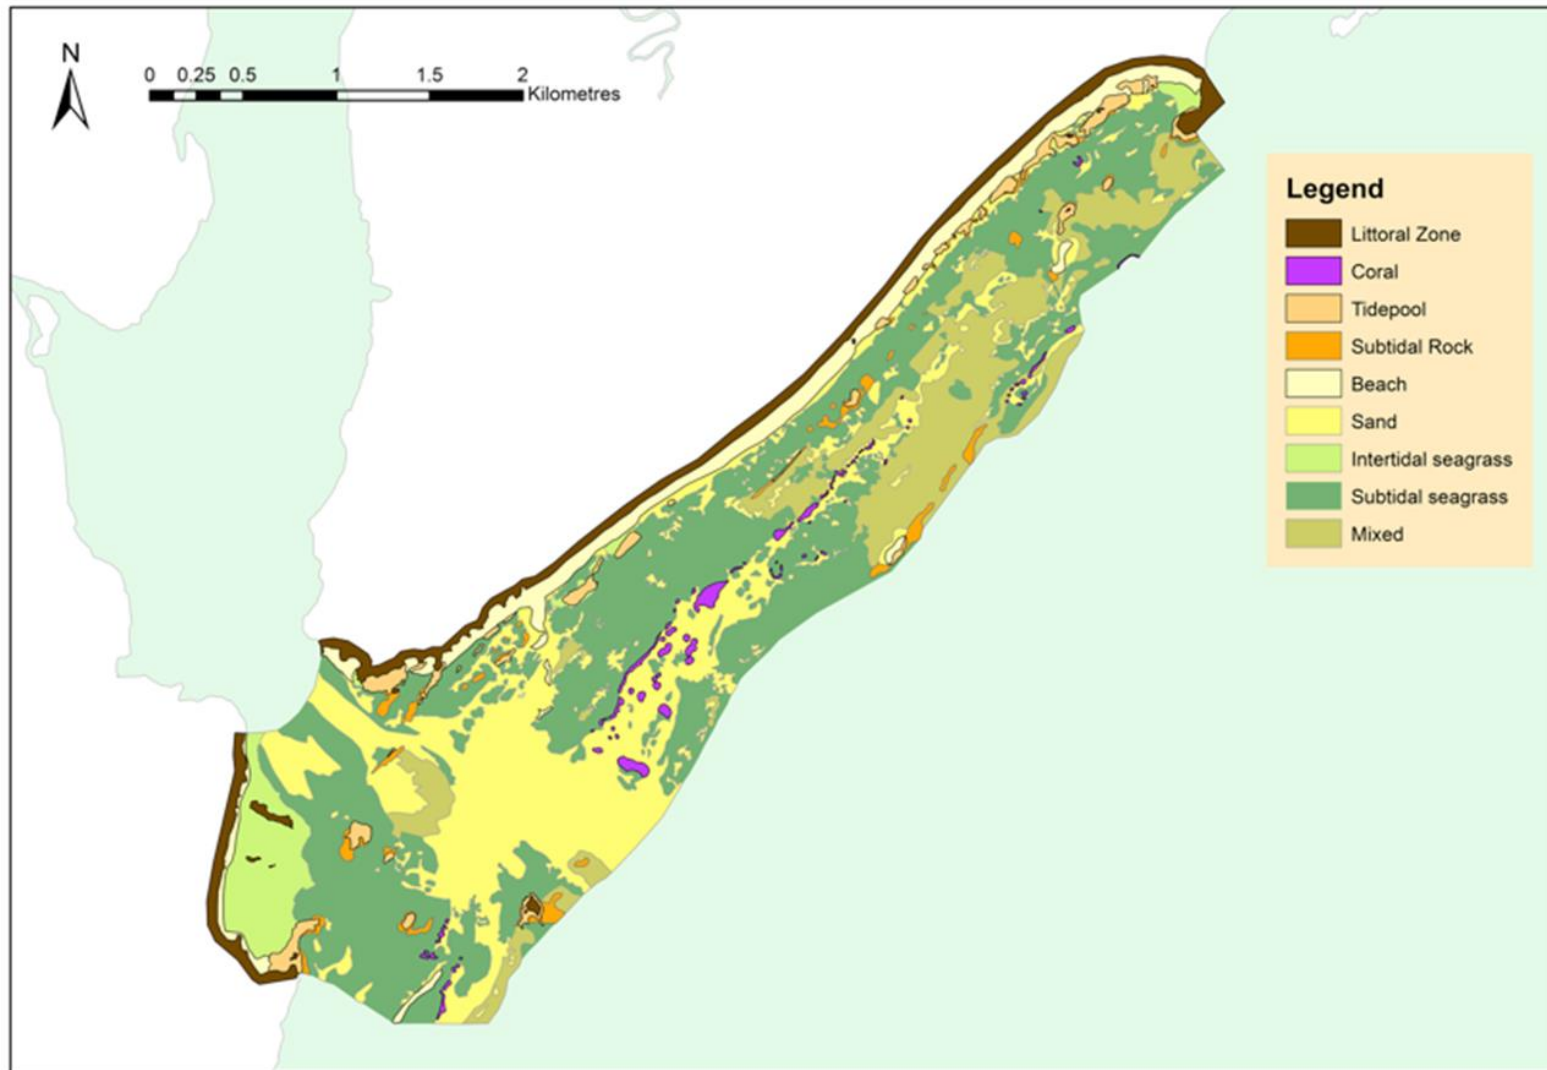 N
0 0.25 0.5 1 1.5 2
Kilometres
Legend
Littoral Zone
Coral
Tidepool
Subtidal Rock
Beach
Sand
Intertidal seagrass
Subtidal seagrass
Mixed